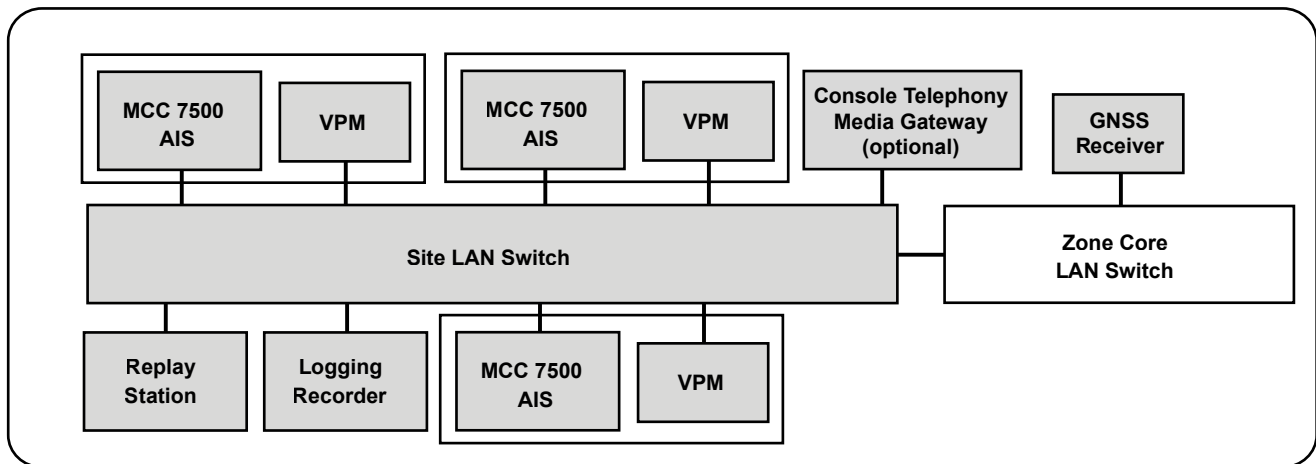 MCC 7500
AIS
VPM
MCC 7500
AIS
VPM
Console Telephony
Media Gateway
(optional)
GNSS
Receiver
Site LAN Switch
Zone Core
LAN Switch
Replay
Station
Logging
Recorder
MCC 7500
AIS
VPM